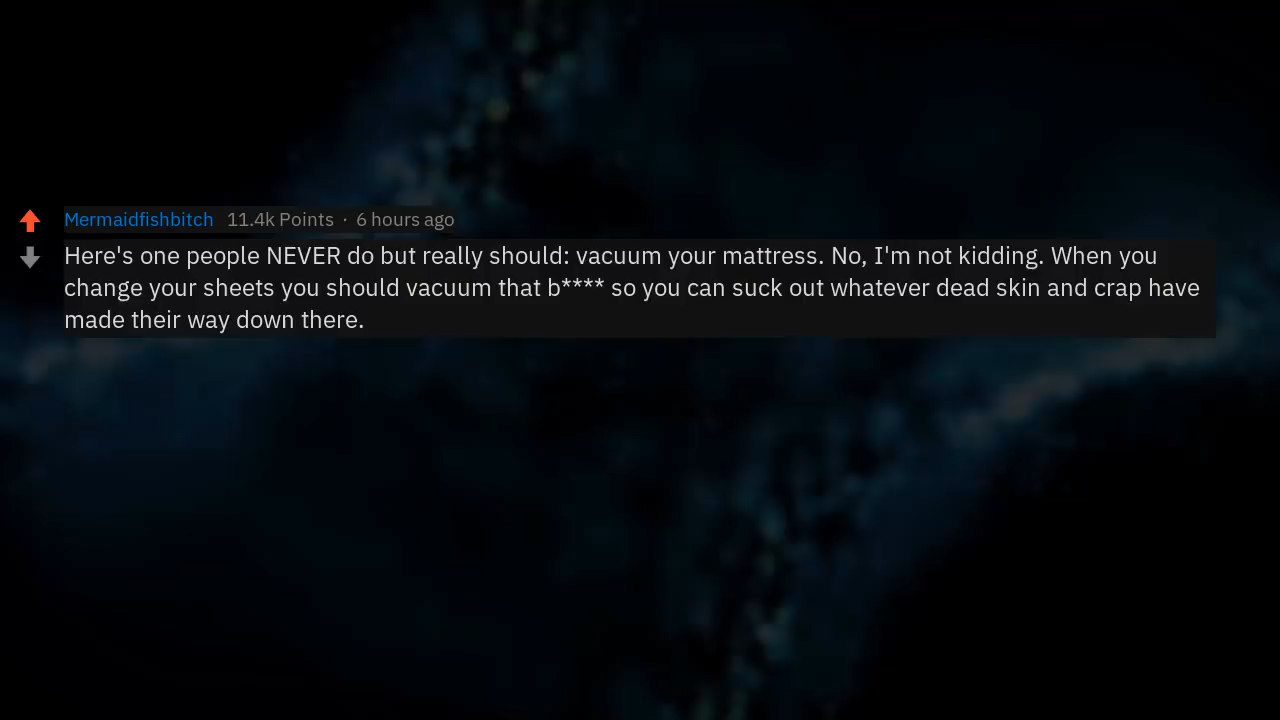 Mermaidfishbitch 11.4k Points · 6 hours ago
Here's one people NEVER do but really should: vacuum your mattress. No, I'm not kidding. When you
change your sheets you should vacuum that b**** so you can suck out whatever dead skin and crap have
made their way down there.